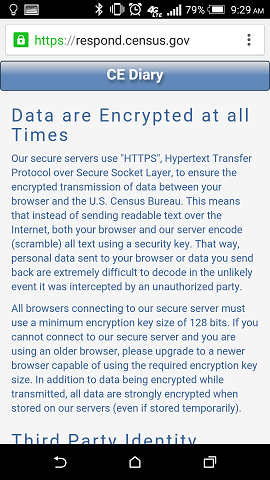 79% 9:29 AM
https://respond.census.gov
CE Diary
Data are Encrypted at all
Times
Our secure servers use "HTTPS", Hypertext Transfer
Protocol over Secure Socket Layer, to ensure the
encrypted transmission of data between your
browser and the U.S. Census Bureau. This means
that instead of sending readable text over the
Internet, both your browser and our server encode
(scramble) all text using a security key. That way,
personal data sent to your browser or data you send
back are extremely difficult to decode in the unlikely
event it was intercepted by an unauthorized party.
All browsers connecting to our secure server must
use a minimum encryption key size of 128 bits. If you
cannot connect to our secure server and you are
using an older browser, please upgrade to a newer
browser capable of using the required encryption key
size. In addition to data being encrypted while
transmitted, all data are strongly encrypted when
stored on our servers (even if stored temporarily).
Third Party Identity